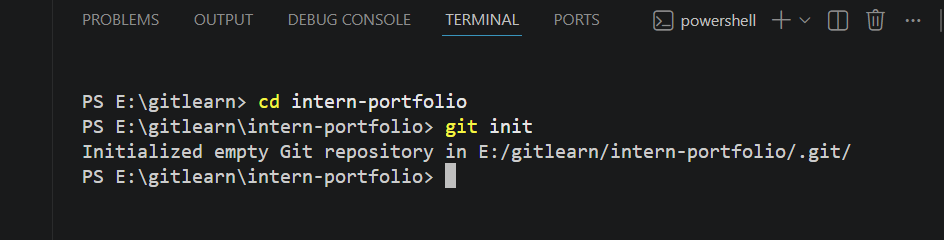 PROBLEMS OUTPUT DEBUG CONSOLE TERMINAL PORTS powershell
PS E:\gitlearn> cd intern-portfolio
PS E:\gitlearn\intern-portfolio> git init
Initialized empty Git repository in E:/gitlearn/intern-portfolio/.git/
PS E:\gitlearn\intern-portfolio>